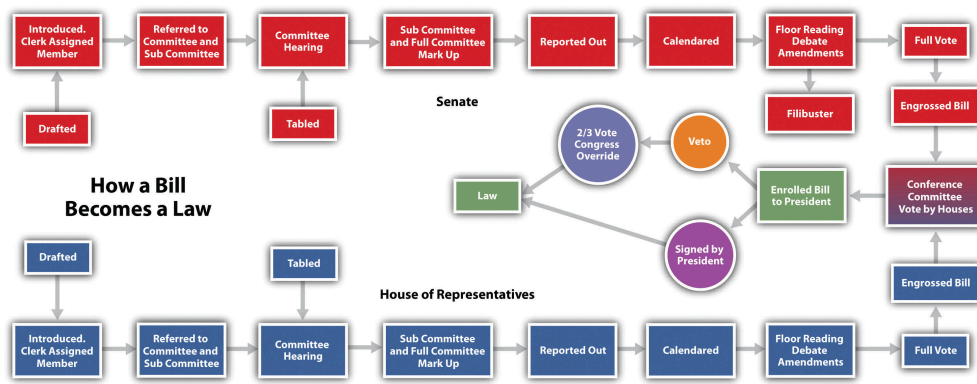 Introduced.
Clerk Assigned
Member
Referred to
Committee and
Sub Committee
Committee
Hearing
Sub Committee
and Full Committee
Mark Up
Reported Out
Calendared
Floor Reading
Debate
Amendments
Full Vote
Drafted
Tabled
Senate
Filibuster
Engrossed Bill
2/3 Vote
Congress
Override
Veto
How a Bill
Becomes a Law
Law
Enrolled Bill
to President
Conference
Committee
Vote by Houses
Signed by
President
Drafted
Tabled
House of Representatives
Engrossed Bill
Introduced.
Clerk Assigned
Member
Referred to
Committee and
Sub Committee
Committee
Hearing
Sub Committee
and Full Committee
Mark Up
Reported Out
Calendared
Floor Reading
Debate
Amendments
Full Vote